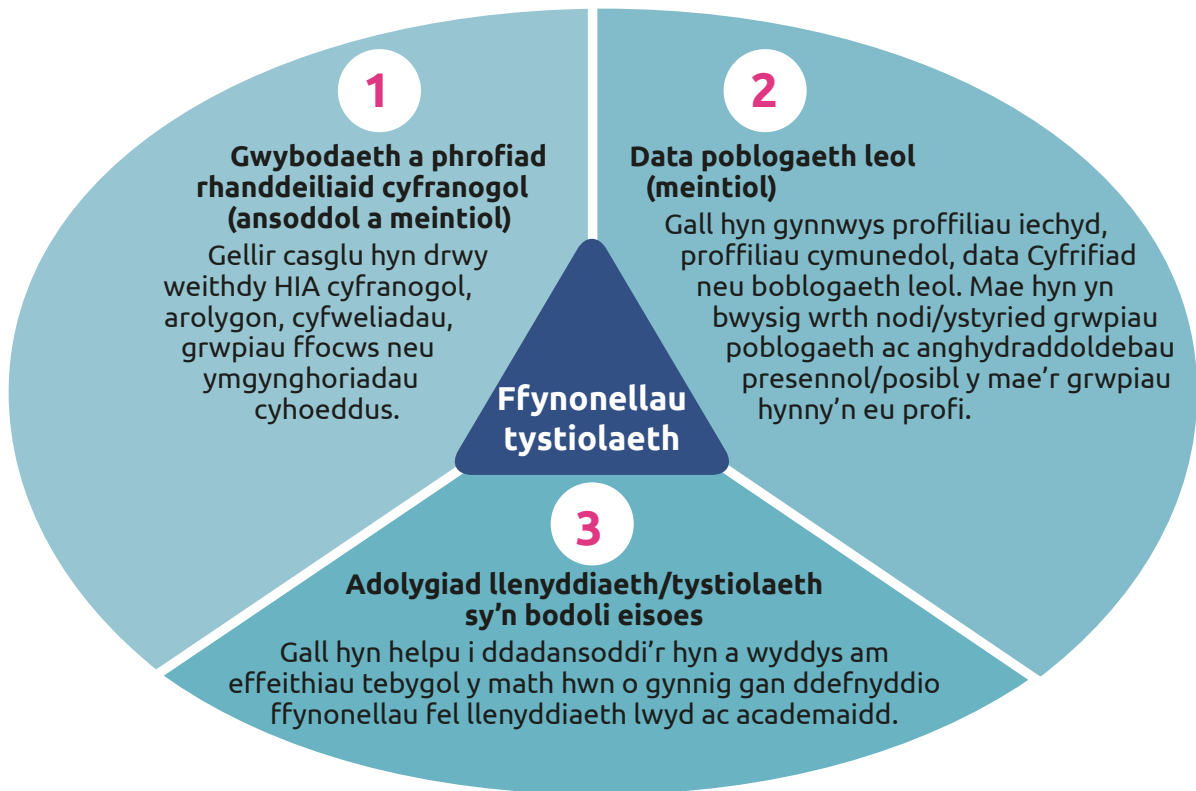 1
Gwybodaeth a phrofiad
rhanddeiliaid cyfranogol
(ansoddol a meintiol)
Gellir casglu hyn drwy
weithdy HIA cyfranogol,
arolygon, cyfweliadau,
grwpiau ffocws neu
ymgynghoriadau
cyhoeddus.
2
Data poblogaeth leol
(meintiol)
Gall hyn gynnwys proffiliau iechyd,
proffiliau cymunedol, data Cyfrifiad
neu boblogaeth leol. Mae hyn yn
bwysig wrth nodi/ystyried grwpiau
poblogaeth ac anghydraddoldebau
presennol/posibl y mae’r grwpiau
hynny’n eu profi.
Ffynonellau
tystiolaeth
3
Adolygiad llenyddiaeth/tystiolaeth
sy’n bodoli eisoes
Gall hyn helpu i ddadansoddi’r hyn a wyddys am
effeithiau tebygol y math hwn o gynnig gan ddefnyddio
ffynonellau fel llenyddiaeth lwyd ac academaidd.